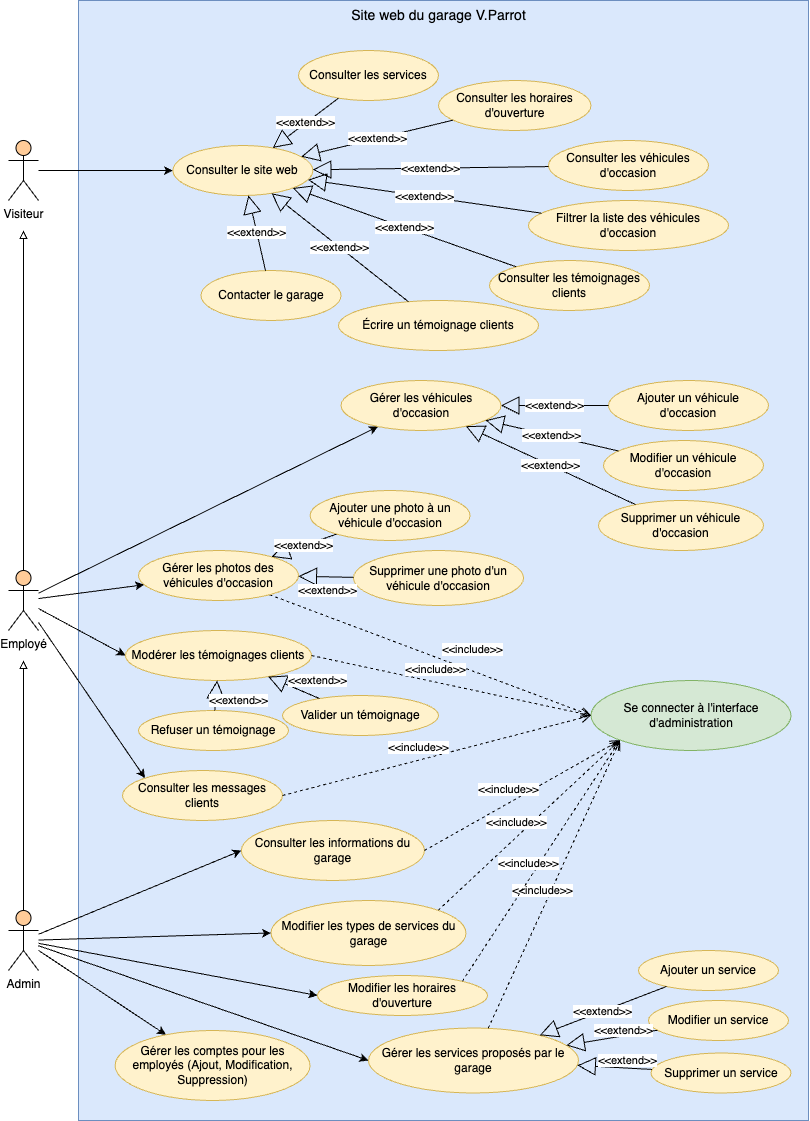 Site web du garage V.Parrot
Consulter les services
<<extend>>
Consulter les horaires
d'ouverture
<<extend>>
Visiteur
Consulter le site web
<<extend>>
Consulter les véhicules
d'occasion
<<extend>>
Filtrer la liste des véhicules
d'occasion
<<extend>>
<<extend>>
<<extend>>
Consulter les témoignages
clients
Contacter le garage
Écrire un témoignage clients
Gérer les véhicules
d'occasion
<<extend>>
Ajouter un véhicule
d'occasion
<<extend>>
Modifier un véhicule
d'occasion
<<extend>>
Supprimer un véhicule
d'occasion
Ajouter une photo à un
véhicule d'occasion
<<extend>>
Gérer les photos des
véhicules d'occasion
<<extend>>
Supprimer une photo d'un
véhicule d'occasion
Employé
Modérer les témoignages clients
<<include>>
<<include>>
<<extend>>
<<extend>>
Refuser un témoignage
Valider un témoignage
Se connecter à l'interface
d'administration
<<include>>
Consulter les messages
clients
<<include>>
Consulter les informations du
garage
<<include>>
<<include>>
<<include>>
Admin
Modifier les types de services du
garage
Modifier les horaires
d'ouverture
Ajouter un service
<<extend>>
Modifier un service
<<extend>>
Gérer les comptes pour les
employés (Ajout, Modification,
Suppression)
Gérer les services proposés par le
garage
<<extend>>
Supprimer un service